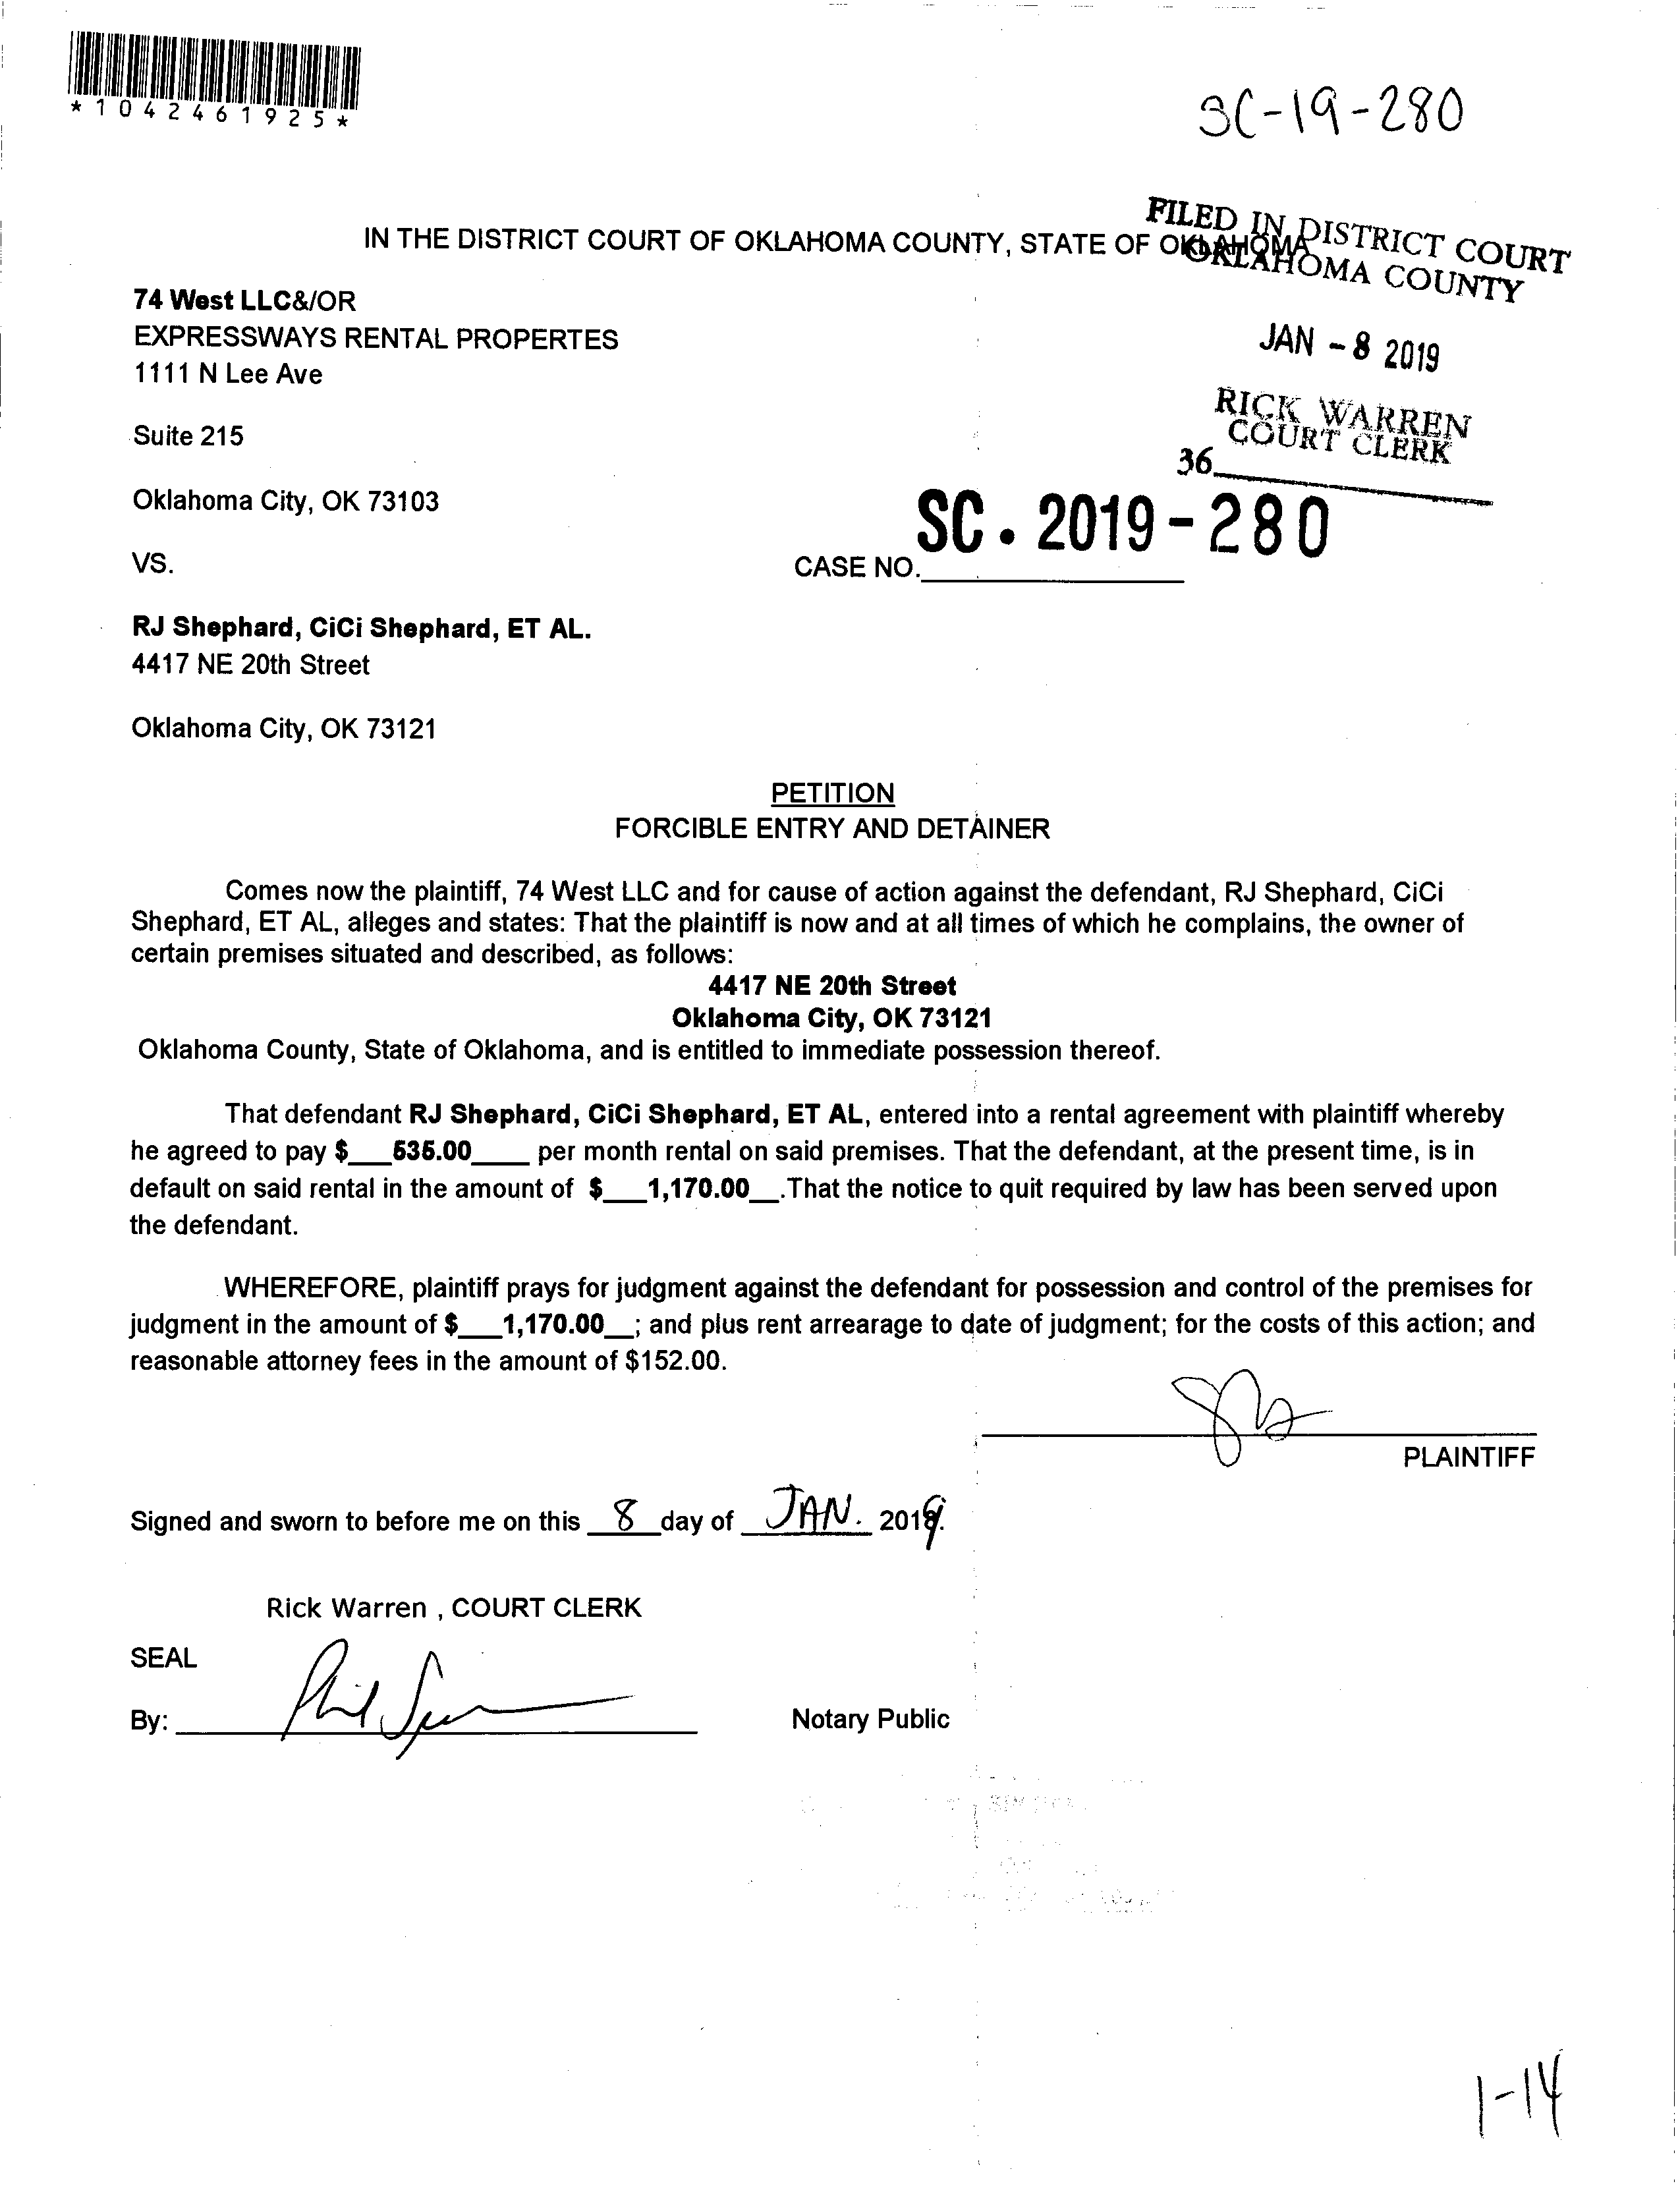 *1042461925*
SC-19-280
IN THE DISTRICT COURT OF OKLAHOMA COUNTY, STATE OF OKLAHOMA
FILED IN DISTRICT COURT
OKLAHOMA COUNTY
JAN -8 2019
RICK WARREN
COURT CLERK
36
74 West LLC&/OR
EXPRESSWAYS RENTAL PROPERTES
1111 N Lee Ave
Suite 215
Oklahoma City, OK 73103
VS.
CASE NO. SC. 2019-280
RJ Shephard, CiCi Shephard, ET AL.
4417 NE 20th Street
Oklahoma City, OK 73121
PETITION
FORCIBLE ENTRY AND DETAINER
Comes now the plaintiff, 74 West LLC and for cause of action against the defendant, RJ Shephard, CiCi
Shephard, ET AL, alleges and states: That the plaintiff is now and at all times of which he complains, the owner of
certain premises situated and described, as follows:
4417 NE 20th Street
Oklahoma City, OK 73121
Oklahoma County, State of Oklahoma, and is entitled to immediate possession thereof.
That defendant RJ Shephard, CiCi Shephard, ET AL, entered into a rental agreement with plaintiff whereby
he agreed to pay $___535.00____ per month rental on said premises. That the defendant, at the present time, is in
default on said rental in the amount of $___1,170.00__.That the notice to quit required by law has been served upon
the defendant.
WHEREFORE, plaintiff prays for judgment against the defendant for possession and control of the premises for
judgment in the amount of $___1,170.00__; and plus rent arrearage to date of judgment; for the costs of this action; and
reasonable attorney fees in the amount of $152.00.
PLAINTIFF
Signed and sworn to before me on this 8 day of JAN. 2019.
Rick Warren , COURT CLERK
SEAL
By:
Notary Public
1-14